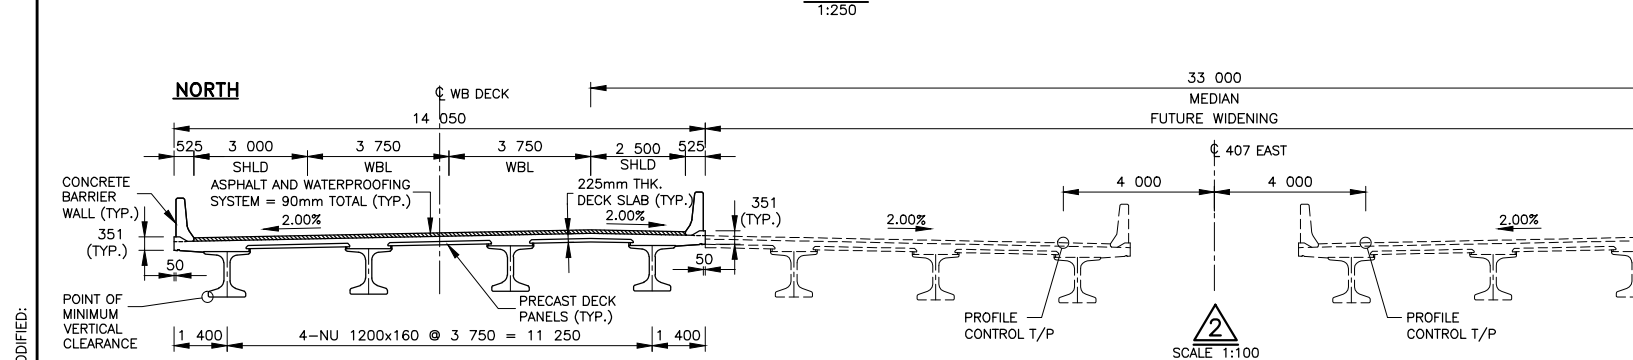 1:250
33 000
NORTH
℄ WB DECK
MEDIAN
14 050
FUTURE WIDENING
525
3 000
3 750
3 750
2 500
525
SHLD
WBL
WBL
SHLD
℄ 407 EAST
CONCRETE
BARRIER
WALL (TYP.)
ASPHALT AND WATERPROOFING
SYSTEM = 90mm TOTAL (TYP.)
225mm THK.
DECK SLAB (TYP.)
4 000
4 000
351
(TYP.)
2.00%
2.00%
351
(TYP.)
2.00%
2.00%
50
50
POINT OF
MINIMUM
VERTICAL
CLEARANCE
PRECAST DECK
PANELS (TYP.)
PROFILE
CONTROL T/P
PROFILE
CONTROL T/P
1 400
4-NU 1200x160 @ 3 750 = 11 250
1 400
2
SCALE 1:100
ODIFIED: